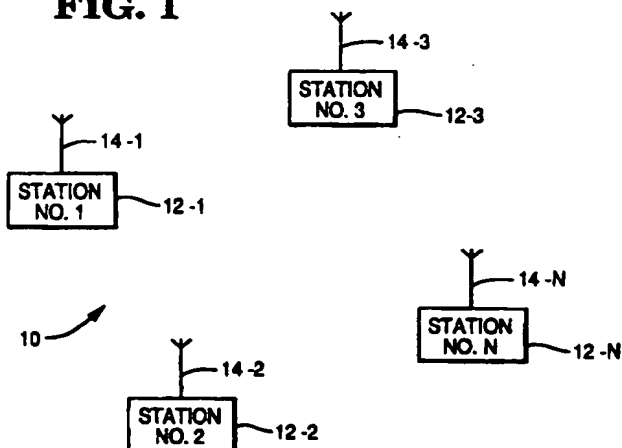 FIG. 1
14-3
STATION
NO. 3
12-3
14-1
STATION
NO. 1
12-1
14-N
STATION
NO. N
12-N
10
14-2
STATION
NO. 2
12-2